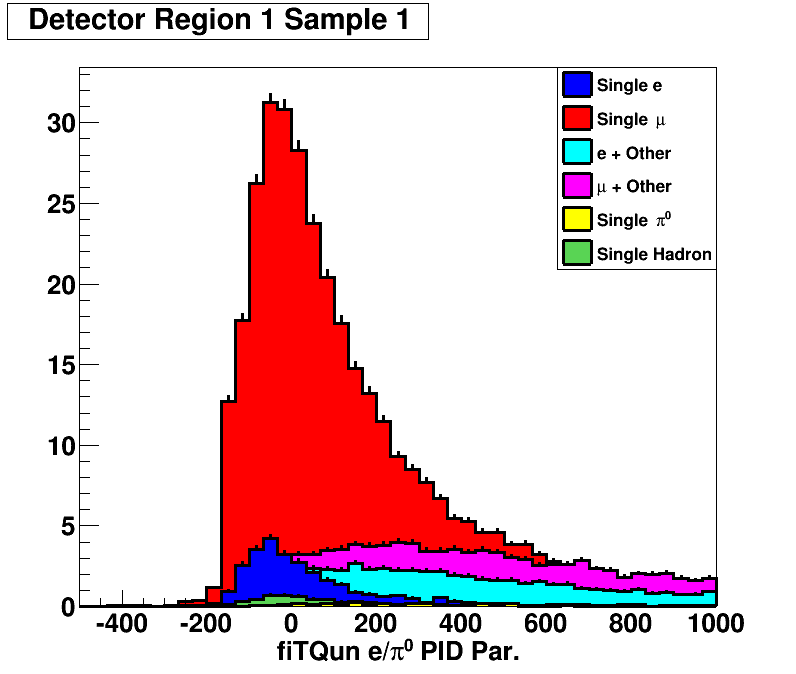 Detector Region 1 Sample 1
Single e
Single μ
e + Other
μ + Other
Single π⁰
Single Hadron
30
25
20
15
10
5
0
-400 -200 0 200 400 600 800 1000
fiTQun e/π⁰ PID Par.